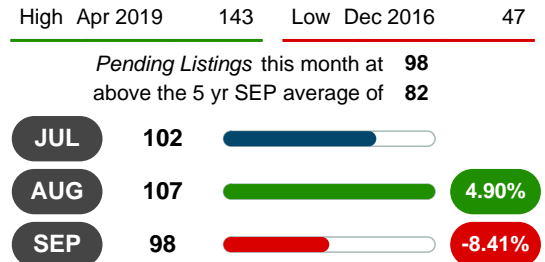 High Apr 2019 143 Low Dec 2016 47
Pending Listings this month at 98
above the 5 yr SEP average of 82
JUL 102
AUG 107 4.90%
SEP 98 -8.41%